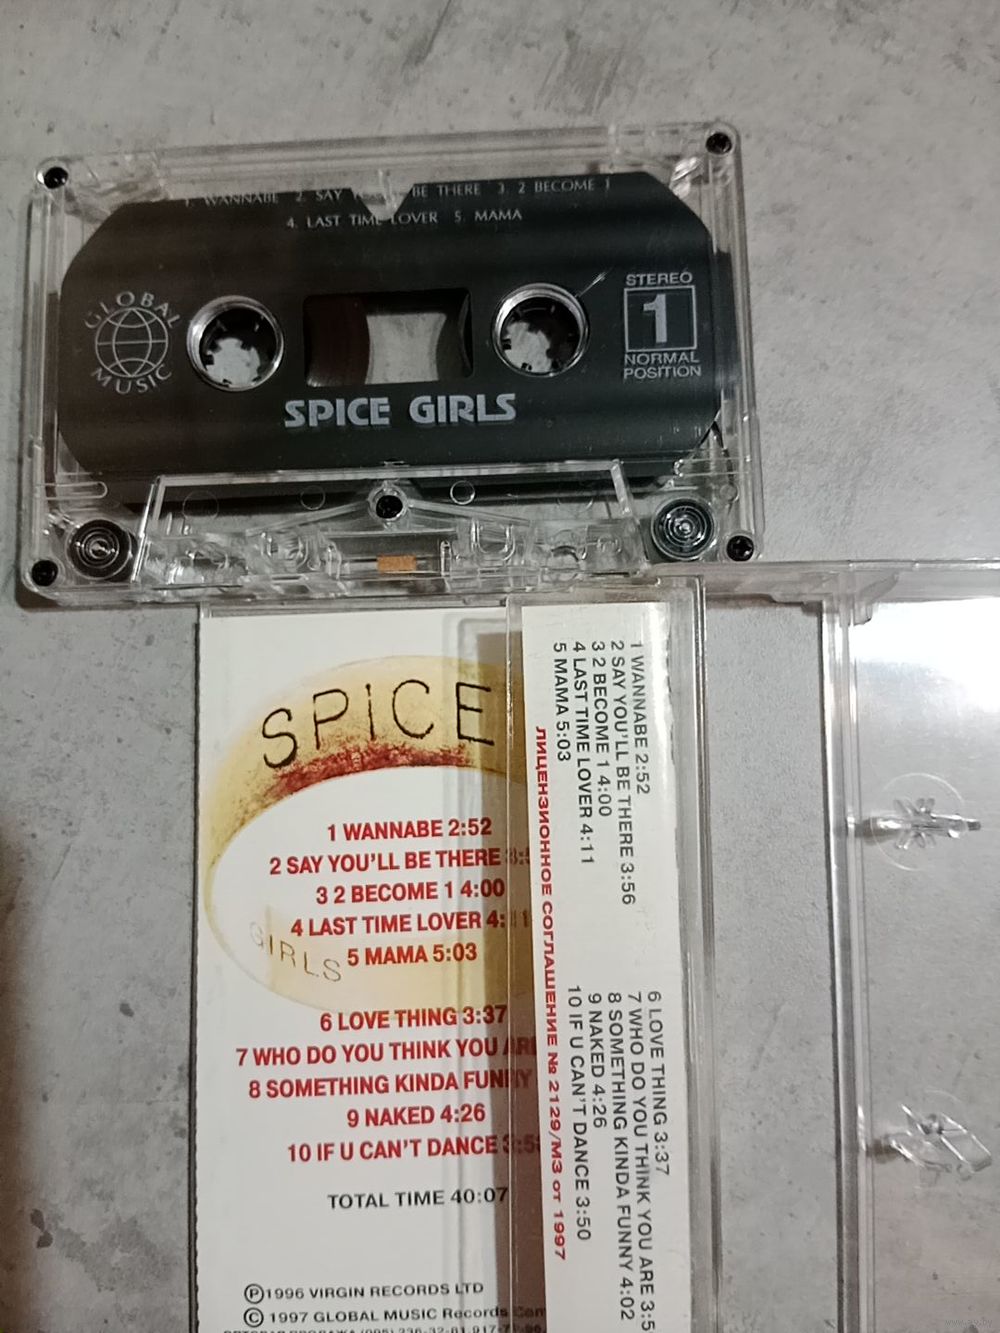 1. WANNABE 2. SAY BE THERE 3. 2 BECOME 1
4. LAST TIME LOVER 5. MAMA
GLOBAL
MUSIC
STEREO
1
NORMAL
POSITION
SPICE GIRLS
SPICE
GIRLS
1 WANNABE 2:52
2 SAY YOU'LL BE THERE
3 2 BECOME 1 4:00
4 LAST TIME LOVER 4:11
5 MAMA 5:03
6 LOVE THING 3:37
7 WHO DO YOU THINK YOU ARE
8 SOMETHING KINDA FUNNY
9 NAKED 4:26
10 IF U CAN'T DANCE
TOTAL TIME 40:07
Ⓟ1996 VIRGIN RECORDS LTD
© 1997 GLOBAL MUSIC Records
1 WANNABE 2:52
2 SAY YOU'LL BE THERE 3:56
3 2 BECOME 1 4:00
4 LAST TIME LOVER 4:11
5 MAMA 5:03
6 LOVE THING 3:37
7 WHO DO YOU THINK YOU ARE
8 SOMETHING KINDA FUNNY 4:02
9 NAKED 4:26
10 IF U CAN'T DANCE 3:50
ЛИЦЕНЗИОННОЕ СОГЛАШЕНИЕ № 2129/МЗ от 1997